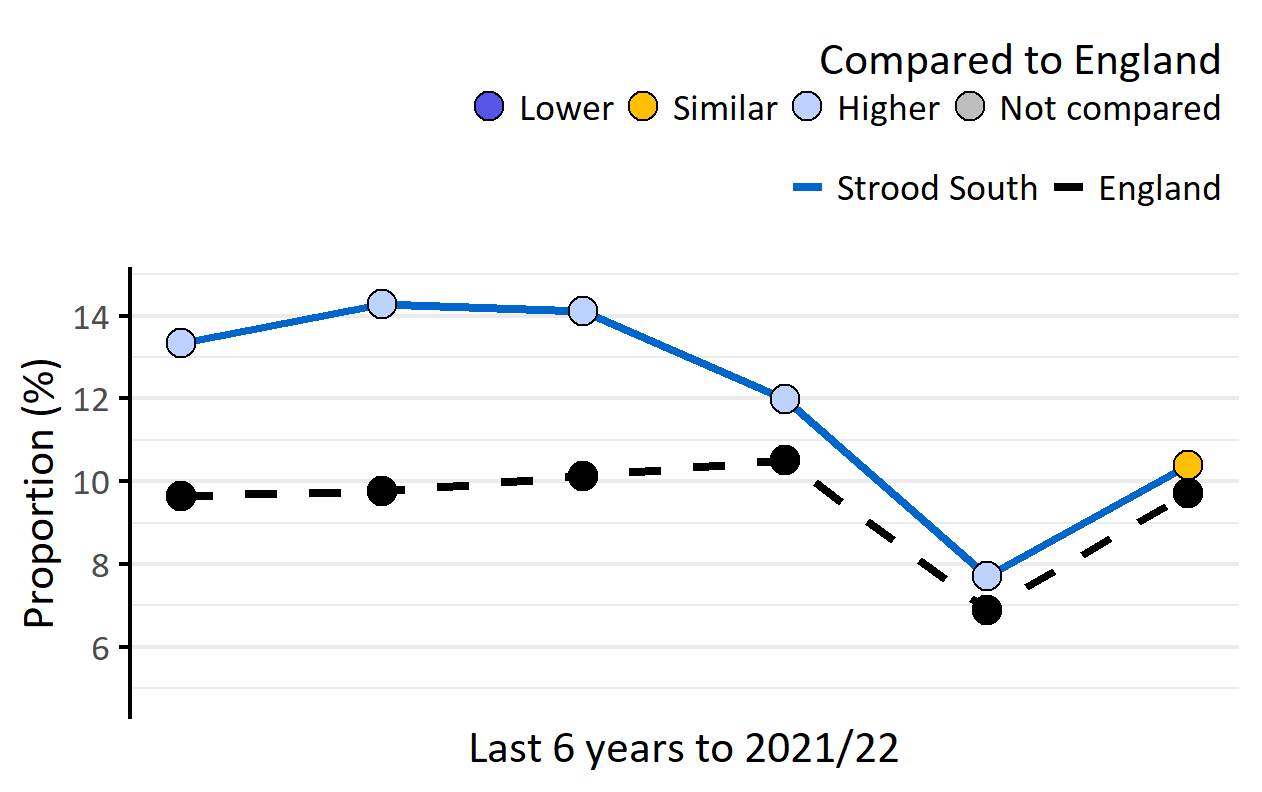 Compared to England
Lower Similar Higher Not compared
Strood South England
14
12
10
8
6
Proportion (%)
Last 6 years to 2021/22